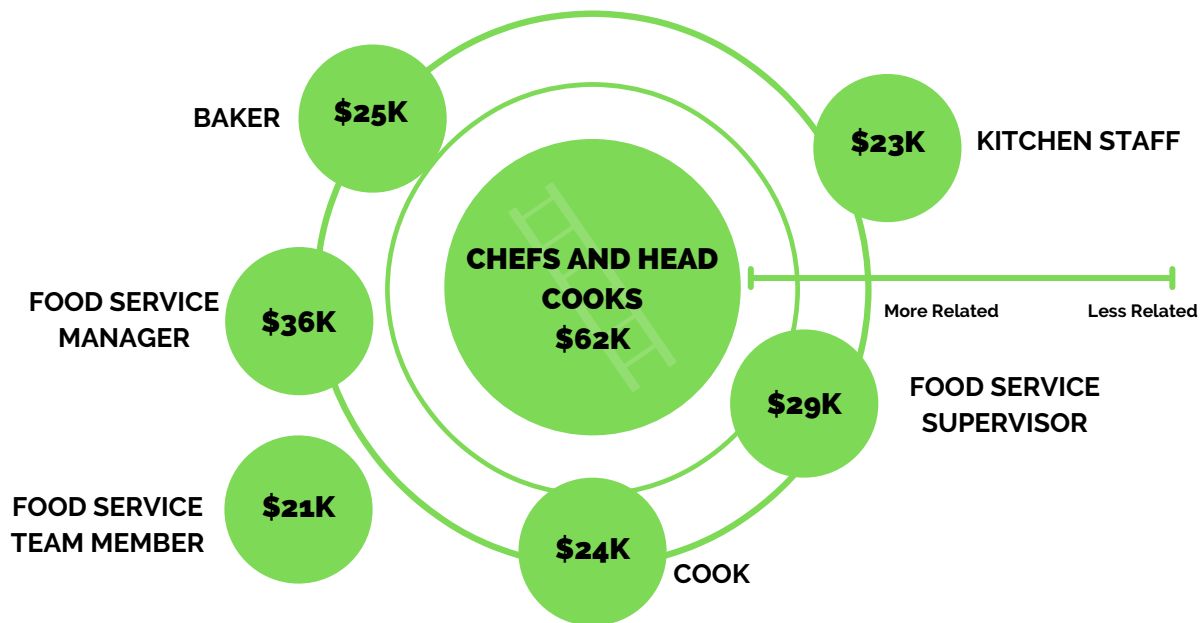 BAKER
$25K
$23K
KITCHEN STAFF
CHEFS AND HEAD
COOKS
$62K
FOOD SERVICE
MANAGER
$36K
More Related
Less Related
$29K
FOOD SERVICE
SUPERVISOR
FOOD SERVICE
TEAM MEMBER
$21K
$24K
COOK